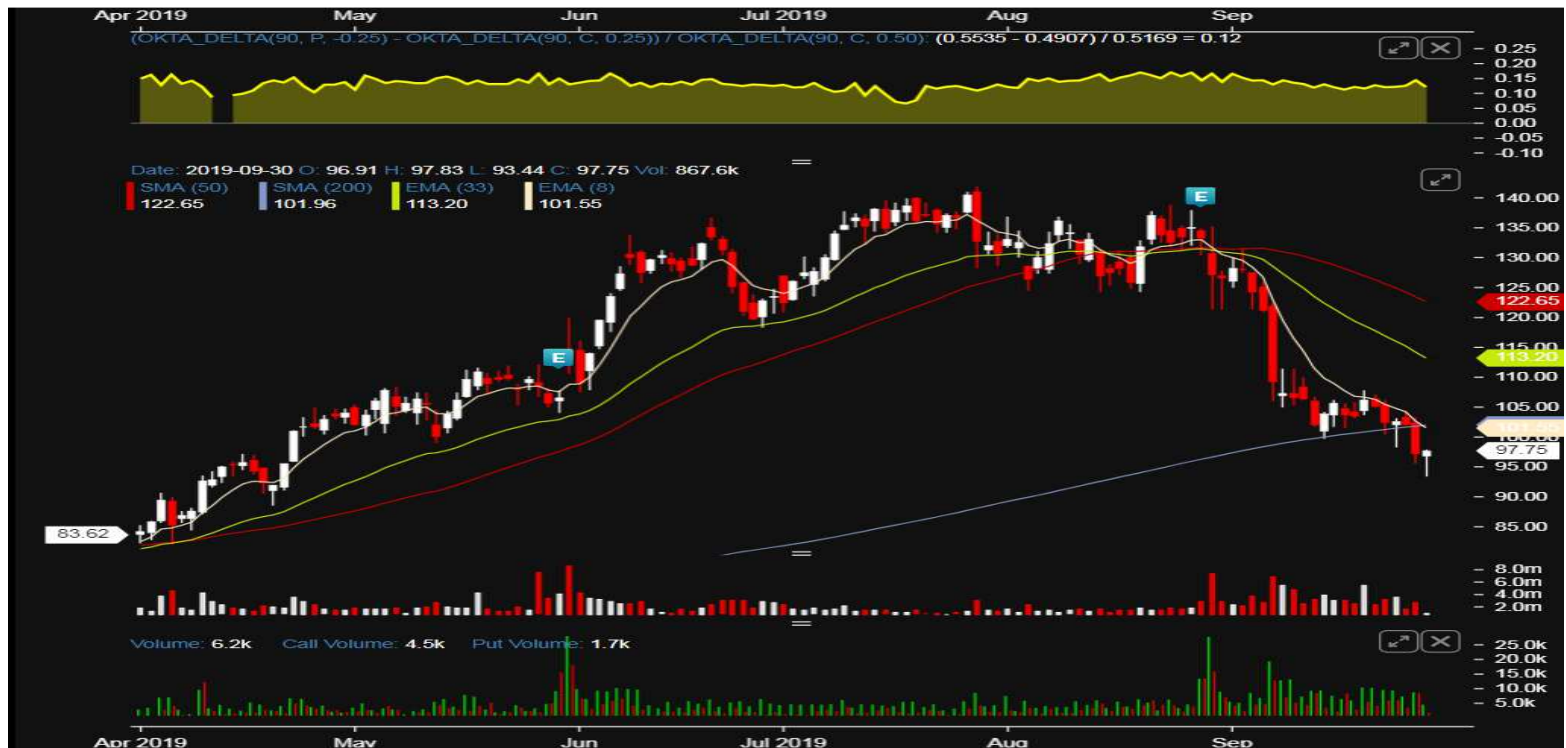 Apr 2019 May Jun Jul 2019 Aug Sep
(OKTA_DELTA(90, P, -0.25) - OKTA_DELTA(90, C, 0.25)) / OKTA_DELTA(90, C, 0.50): (0.5535 - 0.4907) / 0.5169 = 0.12
0.25
0.20
0.15
0.10
0.05
0.00
-0.05
-0.10
Date: 2019-09-30 O: 96.91 H: 97.83 L: 93.44 C: 97.75 Vol: 867.6k
SMA (50) SMA (200) EMA (33) EMA (8)
122.65 101.96 113.20 101.55
E
E
140.00
135.00
130.00
125.00
122.65
120.00
115.00
113.20
110.00
105.00
101.55
100.00
97.75
95.00
90.00
85.00
83.62
8.0m
6.0m
4.0m
2.0m
Volume: 6.2k Call Volume: 4.5k Put Volume: 1.7k
25.0k
20.0k
15.0k
10.0k
5.0k
Apr 2019 May Jun Jul 2019 Aug Sep